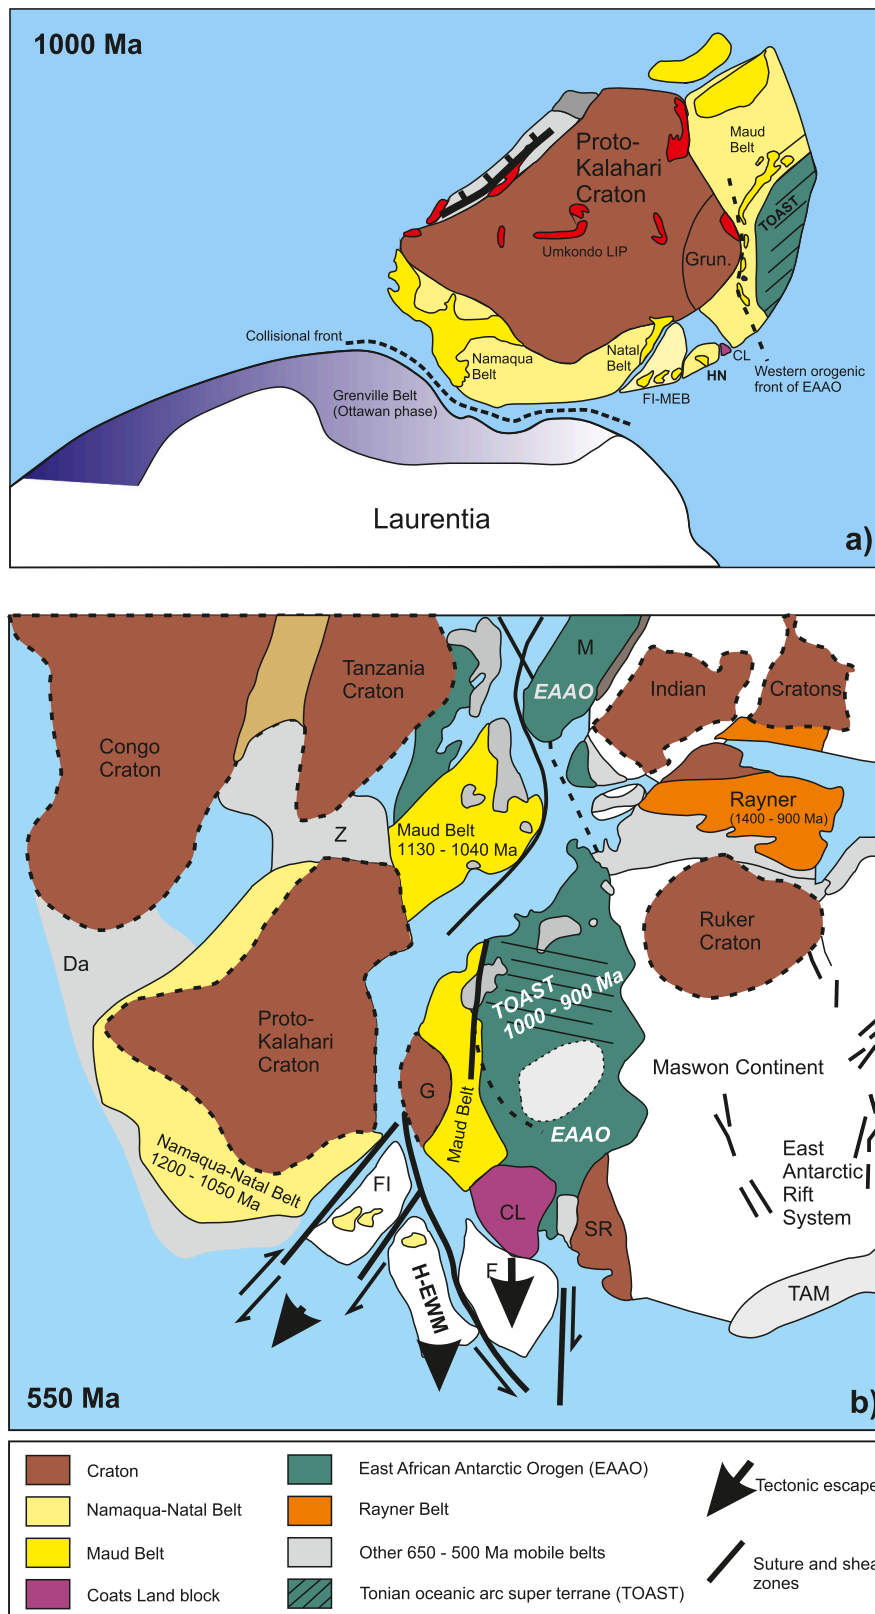 1000 Ma
Proto-
Kalahari
Craton
Maud
Belt
TOAST
Umkondo LIP
Grun.
Collisional front
Namaqua
Belt
Natal
Belt
CL
HN
Western orogenic
front of EAAO
FI-MEB
Grenville Belt
(Ottawan phase)
Laurentia
a)
M
Tanzania
Craton
EAAO
Indian
Cratons
Congo
Craton
Rayner
(1400 - 900 Ma)
Z
Maud Belt
1130 - 1040 Ma
Ruker
Craton
Da
TOAST
1000 - 900 Ma
Proto-
Kalahari
Craton
Maswon Continent
G
Maud Belt
EAAO
Namaqua-Natal Belt
1200 - 1050 Ma
East
Antarctic
Rift
System
FI
CL
SR
F
H-EWM
TAM
550 Ma
b)
Craton
East African Antarctic Orogen (EAAO)
Tectonic escape
Namaqua-Natal Belt
Rayner Belt
Maud Belt
Other 650 - 500 Ma mobile belts
Suture and shea
zones
Coats Land block
Tonian oceanic arc super terrane (TOAST)